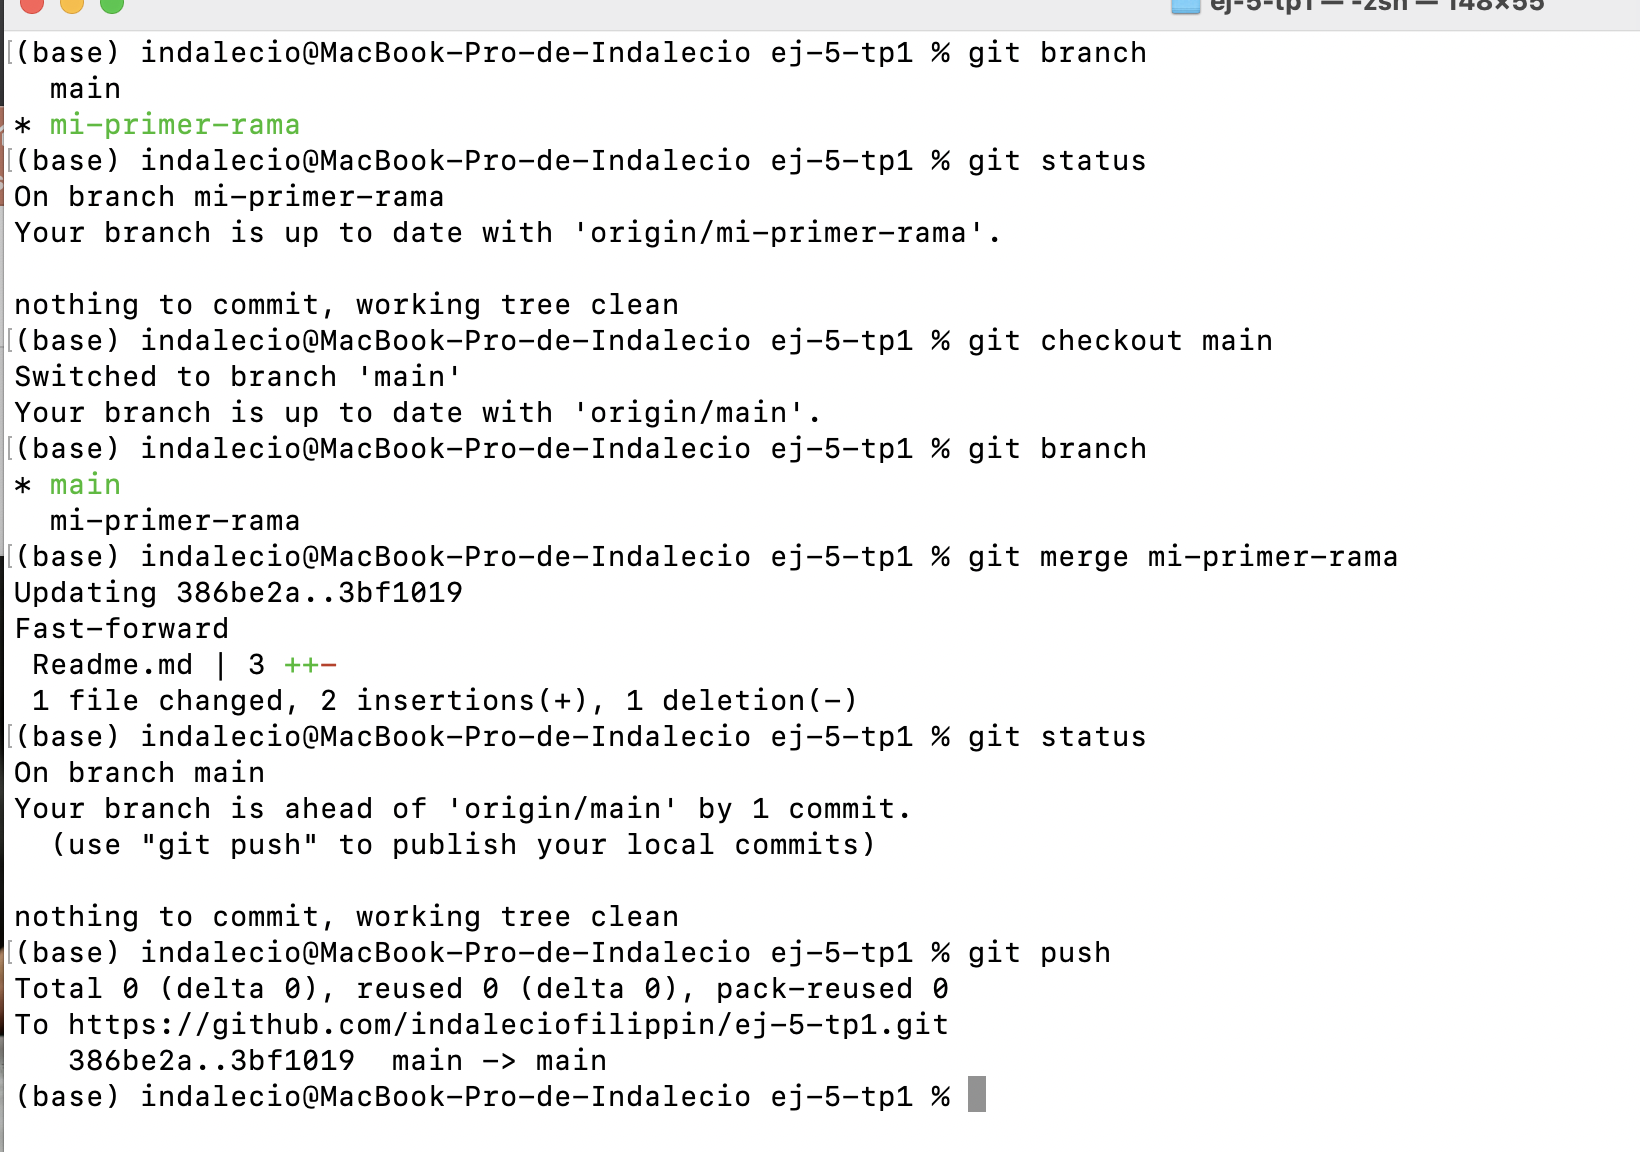 ej-5-tp1 — -zsh — 148×55
(base) indalecio@MacBook-Pro-de-Indalecio ej-5-tp1 % git branch
  main
* mi-primer-rama
(base) indalecio@MacBook-Pro-de-Indalecio ej-5-tp1 % git status
On branch mi-primer-rama
Your branch is up to date with 'origin/mi-primer-rama'.

nothing to commit, working tree clean
(base) indalecio@MacBook-Pro-de-Indalecio ej-5-tp1 % git checkout main
Switched to branch 'main'
Your branch is up to date with 'origin/main'.
(base) indalecio@MacBook-Pro-de-Indalecio ej-5-tp1 % git branch
* main
  mi-primer-rama
(base) indalecio@MacBook-Pro-de-Indalecio ej-5-tp1 % git merge mi-primer-rama
Updating 386be2a..3bf1019
Fast-forward
 Readme.md | 3 ++-
 1 file changed, 2 insertions(+), 1 deletion(-)
(base) indalecio@MacBook-Pro-de-Indalecio ej-5-tp1 % git status
On branch main
Your branch is ahead of 'origin/main' by 1 commit.
  (use "git push" to publish your local commits)

nothing to commit, working tree clean
(base) indalecio@MacBook-Pro-de-Indalecio ej-5-tp1 % git push
Total 0 (delta 0), reused 0 (delta 0), pack-reused 0
To https://github.com/indaleciofilippin/ej-5-tp1.git
   386be2a..3bf1019  main -> main
(base) indalecio@MacBook-Pro-de-Indalecio ej-5-tp1 %